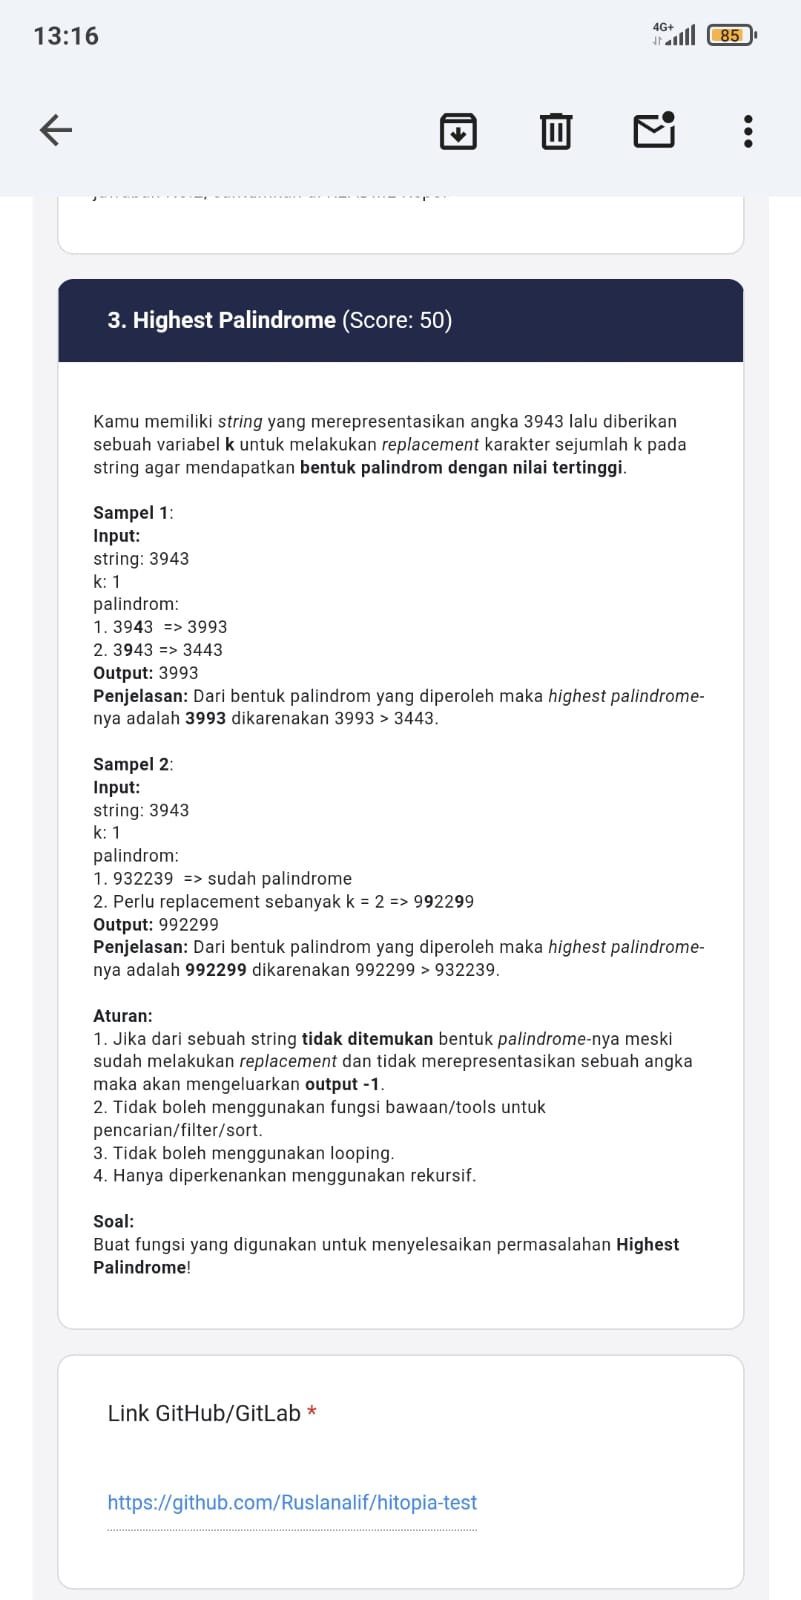 13:16
4G+
85
3. Highest Palindrome (Score: 50)
Kamu memiliki string yang merepresentasikan angka 3943 lalu diberikan
sebuah variabel k untuk melakukan replacement karakter sejumlah k pada
string agar mendapatkan bentuk palindrom dengan nilai tertinggi.
Sampel 1:
Input:
string: 3943
k: 1
palindrom:
1. 3943 => 3993
2. 3943 => 3443
Output: 3993
Penjelasan: Dari bentuk palindrom yang diperoleh maka highest palindrome-
nya adalah 3993 dikarenakan 3993 > 3443.
Sampel 2:
Input:
string: 3943
k: 1
palindrom:
1. 932239 => sudah palindrome
2. Perlu replacement sebanyak k = 2 => 992299
Output: 992299
Penjelasan: Dari bentuk palindrom yang diperoleh maka highest palindrome-
nya adalah 992299 dikarenakan 992299 > 932239.
Aturan:
1. Jika dari sebuah string tidak ditemukan bentuk palindrome-nya meski
sudah melakukan replacement dan tidak merepresentasikan sebuah angka
maka akan mengeluarkan output -1.
2. Tidak boleh menggunakan fungsi bawaan/tools untuk
pencarian/filter/sort.
3. Tidak boleh menggunakan looping.
4. Hanya diperkenankan menggunakan rekursif.
Soal:
Buat fungsi yang digunakan untuk menyelesaikan permasalahan Highest
Palindrome!
Link GitHub/GitLab *
https://github.com/Ruslanalif/hitopia-test